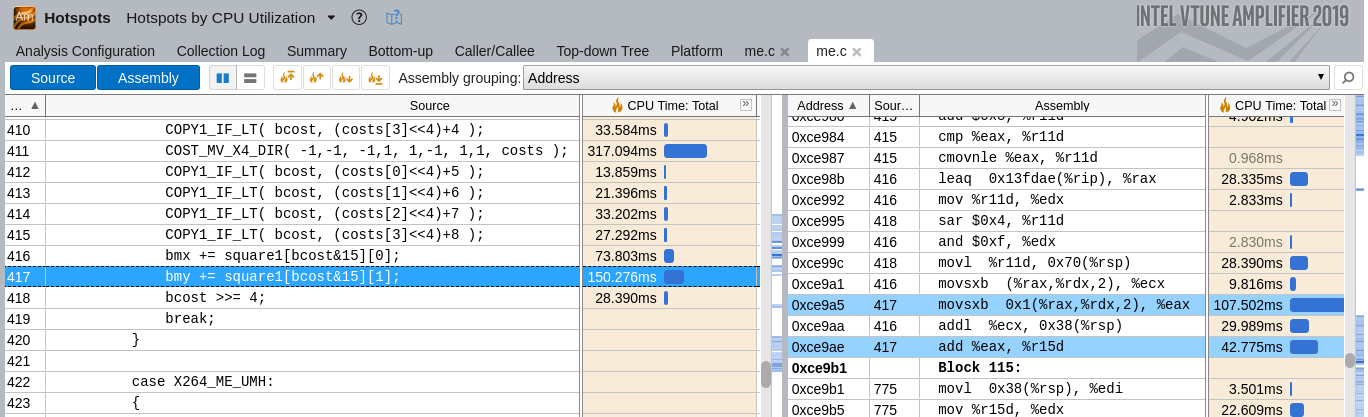 Am Hotspots Hotspots by CPU Utilization ?
INTEL VTUNE AMPLIFIER 2019
Analysis Configuration Collection Log Summary Bottom-up Caller/Callee Top-down Tree Platform me.c × me.c ×
Source Assembly Assembly grouping: Address
... ▲ Source CPU Time: Total »
410 COPY1_IF_LT( bcost, (costs[3]<<4)+4 ); 33.584ms
411 COST_MV_X4_DIR( -1,-1, -1,1, 1,-1, 1,1, costs ); 317.094ms
412 COPY1_IF_LT( bcost, (costs[0]<<4)+5 ); 13.859ms
413 COPY1_IF_LT( bcost, (costs[1]<<4)+6 ); 21.396ms
414 COPY1_IF_LT( bcost, (costs[2]<<4)+7 ); 33.202ms
415 COPY1_IF_LT( bcost, (costs[3]<<4)+8 ); 27.292ms
416 bmx += square1[bcost&15][0]; 73.803ms
417 bmy += square1[bcost&15][1]; 150.276ms
418 bcost >>= 4; 28.390ms
419 break;
420 }
421
422 case X264_ME_UMH:
423 {
Address ▲ Sour... Assembly CPU Time: Total »
0xce980 415 add $0x8, %r11d 4.902ms
0xce984 415 cmp %eax, %r11d
0xce987 415 cmovnle %eax, %r11d 0.968ms
0xce98b 416 leaq 0x13fdae(%rip), %rax 28.335ms
0xce992 416 mov %r11d, %edx 2.833ms
0xce995 418 sar $0x4, %r11d
0xce999 416 and $0xf, %edx 2.830ms
0xce99c 418 movl %r11d, 0x70(%rsp) 28.390ms
0xce9a1 416 movsxb (%rax,%rdx,2), %ecx 9.816ms
0xce9a5 417 movsxb 0x1(%rax,%rdx,2), %eax 107.502ms
0xce9aa 416 addl %ecx, 0x38(%rsp) 29.989ms
0xce9ae 417 add %eax, %r15d 42.775ms
0xce9b1 Block 115:
0xce9b1 775 movl 0x38(%rsp), %edi 3.501ms
0xce9b5 775 mov %r15d, %edx 22.609ms